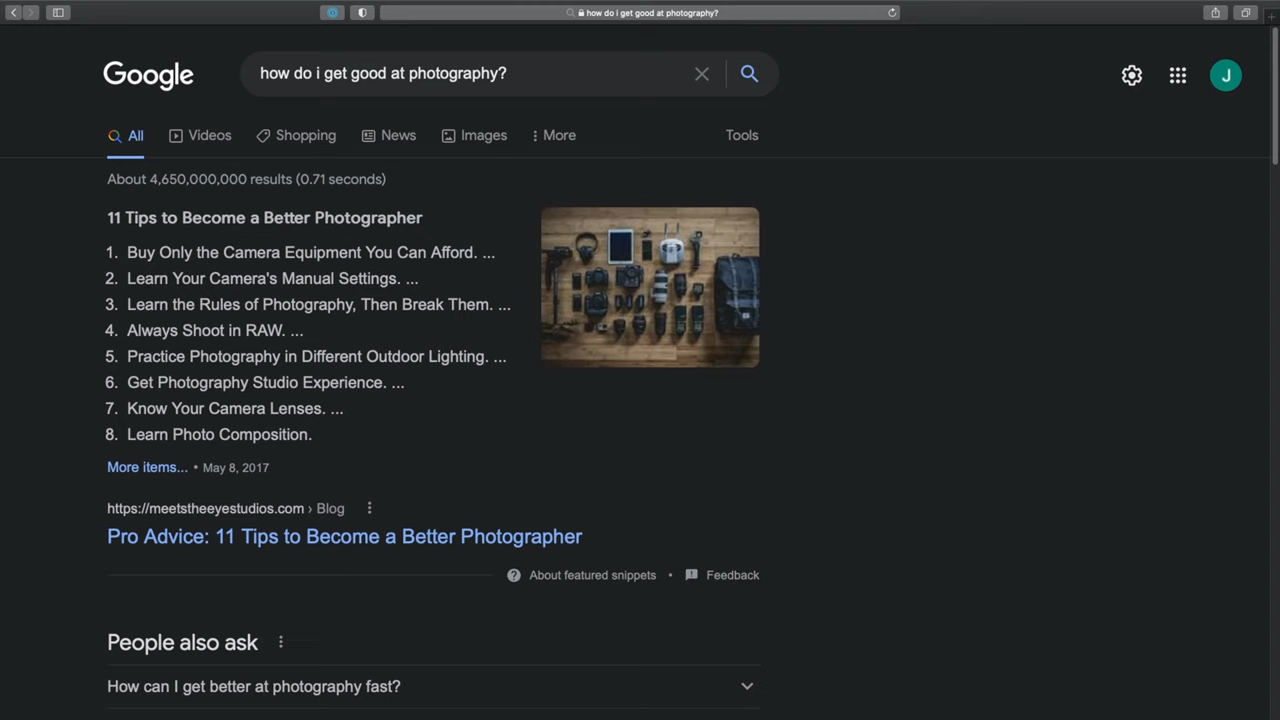 how do i get good at photography?
Google
how do i get good at photography?
J
All
Videos
Shopping
News
Images
More
Tools
About 4,650,000,000 results (0.71 seconds)
11 Tips to Become a Better Photographer
1. Buy Only the Camera Equipment You Can Afford. ...
2. Learn Your Camera's Manual Settings. ...
3. Learn the Rules of Photography, Then Break Them. ...
4. Always Shoot in RAW. ...
5. Practice Photography in Different Outdoor Lighting. ...
6. Get Photography Studio Experience. ...
7. Know Your Camera Lenses. ...
8. Learn Photo Composition.
More items... • May 8, 2017
https://meetstheeyestudios.com › Blog
Pro Advice: 11 Tips to Become a Better Photographer
About featured snippets • Feedback
People also ask
How can I get better at photography fast?